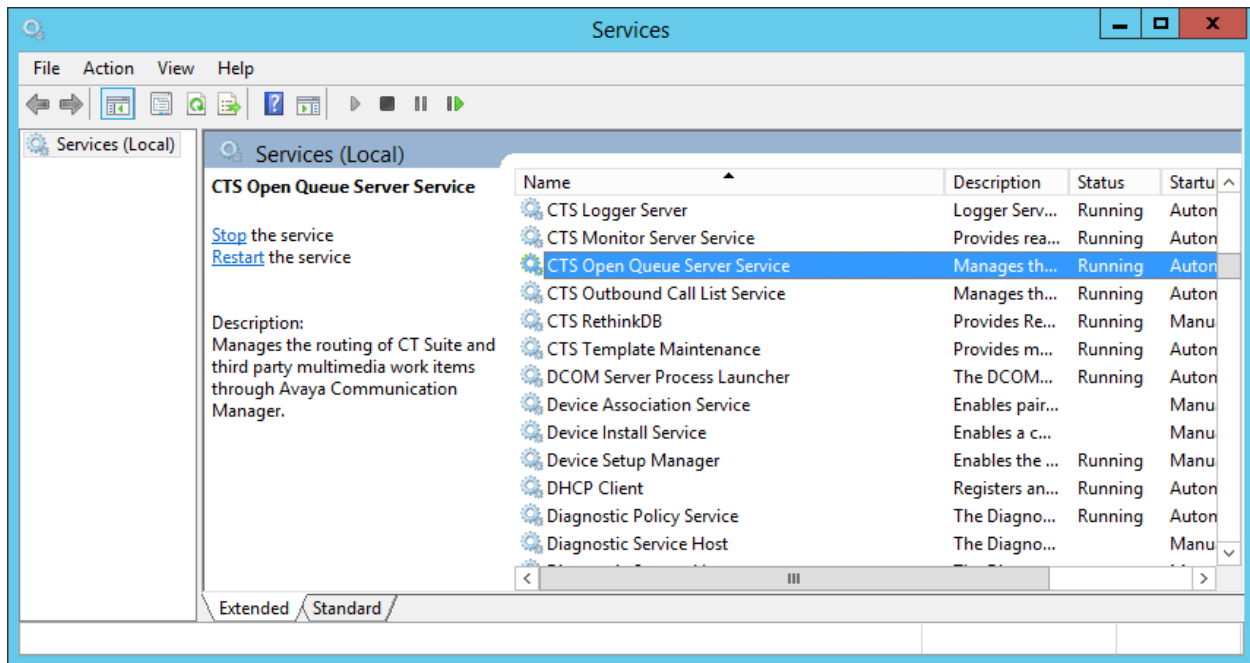 Services
File Action View Help
Services (Local)
Services (Local)
CTS Open Queue Server Service
Stop the service
Restart the service
Description:
Manages the routing of CT Suite and
third party multimedia work items
through Avaya Communication
Manager.
Name Description Status Startu
CTS Logger Server Logger Serv... Running Auton
CTS Monitor Server Service Provides rea... Running Auton
CTS Open Queue Server Service Manages th... Running Auton
CTS Outbound Call List Service Manages th... Running Auton
CTS RethinkDB Provides Re... Running Manu
CTS Template Maintenance Provides m... Running Auton
DCOM Server Process Launcher The DCOM... Running Auton
Device Association Service Enables pair... Manu
Device Install Service Enables a c... Manu
Device Setup Manager Enables the ... Running Manu
DHCP Client Registers an... Running Auton
Diagnostic Policy Service The Diagno... Running Auton
Diagnostic Service Host The Diagno... Manu
Extended Standard